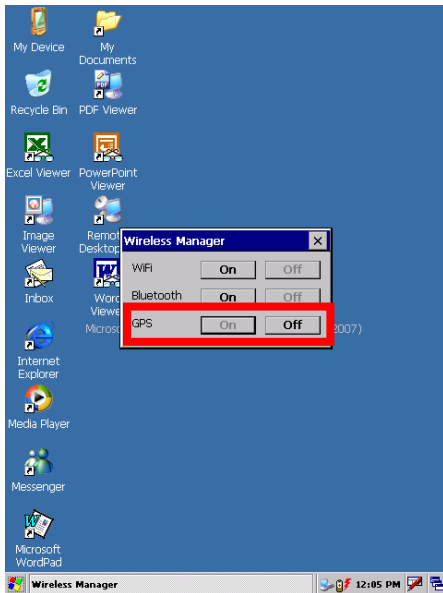 My Device
My
Documents
Recycle Bin
PDF Viewer
Excel Viewer
PowerPoint
Viewer
Image
Viewer
Remot
Desktop
Inbox
Word
Viewe
Internet
Explorer
Media Player
Messenger
Microsoft
WordPad
Wireless Manager
WiFi On Off
Bluetooth On Off
GPS On Off
Micros 2007)
Wireless Manager
12:05 PM